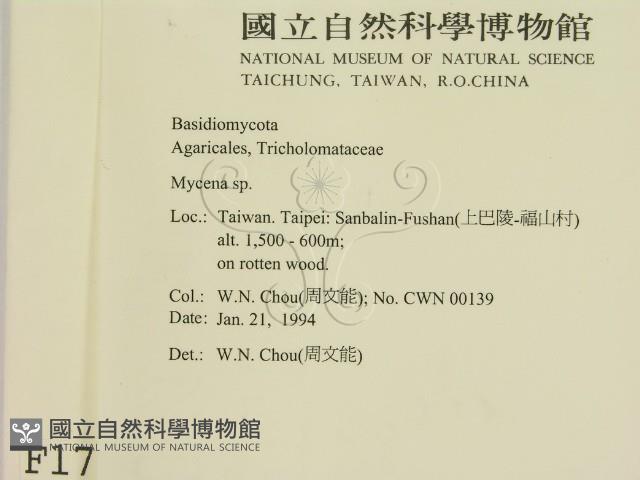 國立自然科學博物館
NATIONAL MUSEUM OF NATURAL SCIENCE
TAICHUNG, TAIWAN, R.O.CHINA
Basidiomycota
Agaricales, Tricholomataceae
Mycena sp.
Loc.: Taiwan. Taipei: Sanbalin-Fushan(上巴陵-福山村)
alt. 1,500 - 600m;
on rotten wood.
Col.: W.N. Chou(周文能); No. CWN 00139
Date: Jan. 21, 1994
Det.: W.N. Chou(周文能)
國立自然科學博物館
NATIONAL MUSEUM OF NATURAL SCIENCE
F17